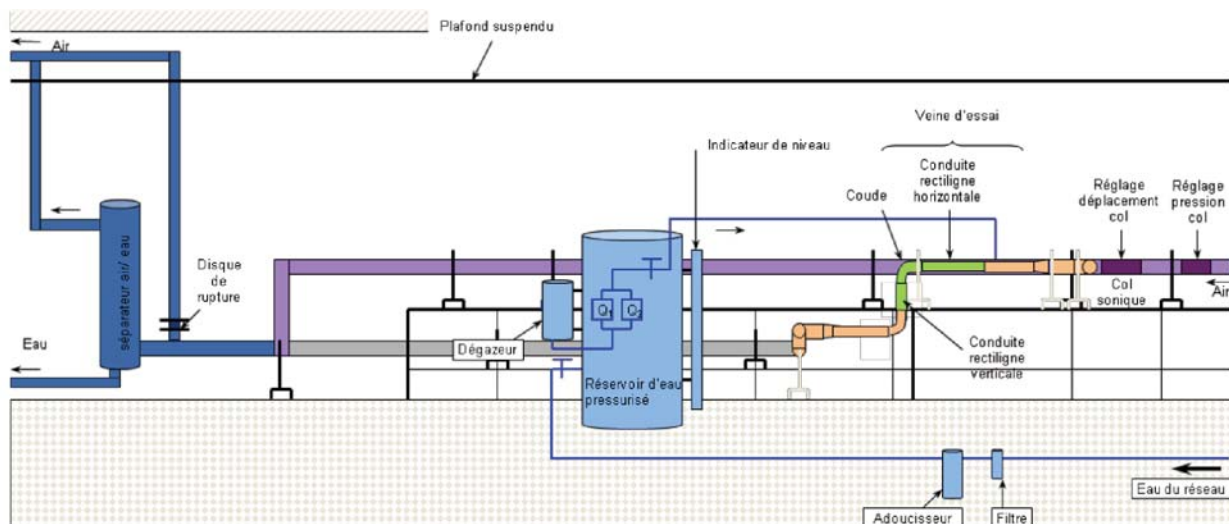 Plafond suspendu
Air
Veine d'essai
Indicateur de niveau
Conduite
rectiligne
horizontale
Coude
Réglage
déplacement
col
Réglage
pression
col
séparateur air/ eau
Disque
de
rupture
Col
sonique
Air
Eau
Dégazeur
Conduite
rectiligne
verticale
Réservoir d'eau
pressurisé
Eau du réseau
Adoucisseur
Filtre